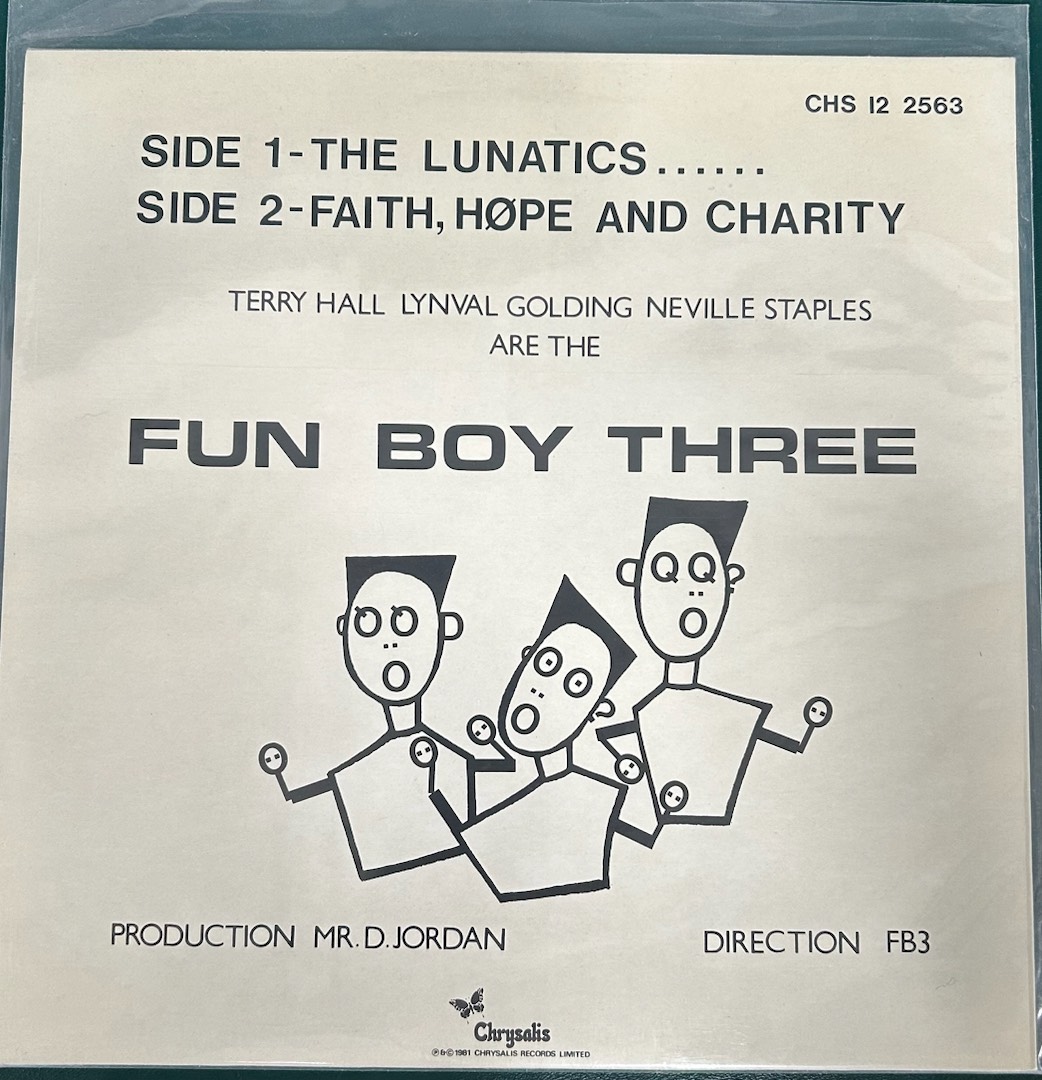 CHS 12 2563
SIDE 1-THE LUNATICS......
SIDE 2-FAITH, HØPE AND CHARITY
TERRY HALL LYNVAL GOLDING NEVILLE STAPLES
ARE THE
FUN BOY THREE
PRODUCTION MR. D. JORDAN
DIRECTION FB3
Chrysalis
℗&©1981 CHRYSALIS RECORDS LIMITED